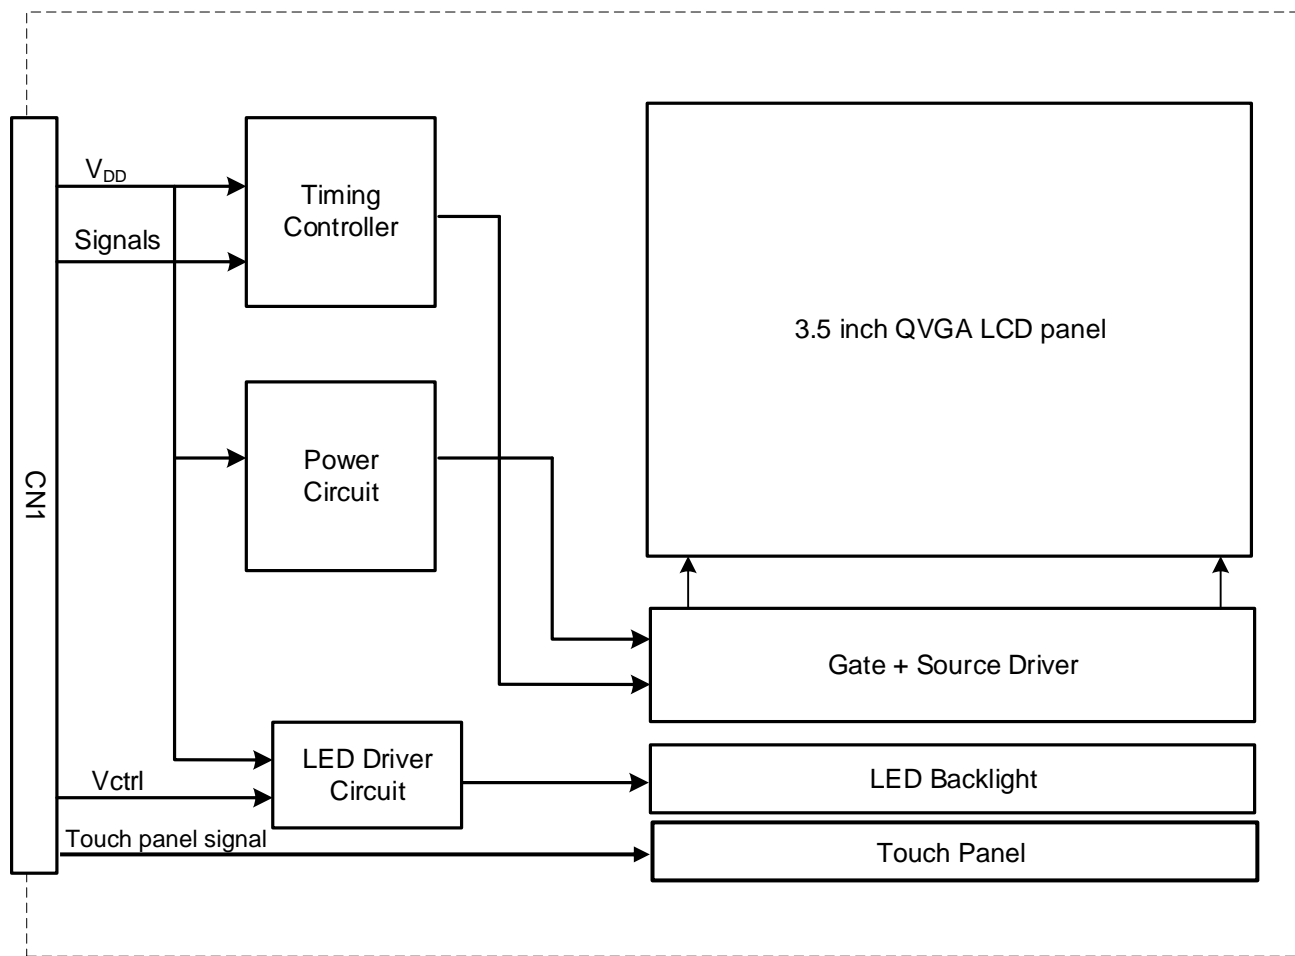 V_DD
Signals
Timing
Controller
3.5 inch QVGA LCD panel
CN1
Power
Circuit
Gate + Source Driver
LED Driver
Circuit
Vctrl
LED Backlight
Touch panel signal
Touch Panel